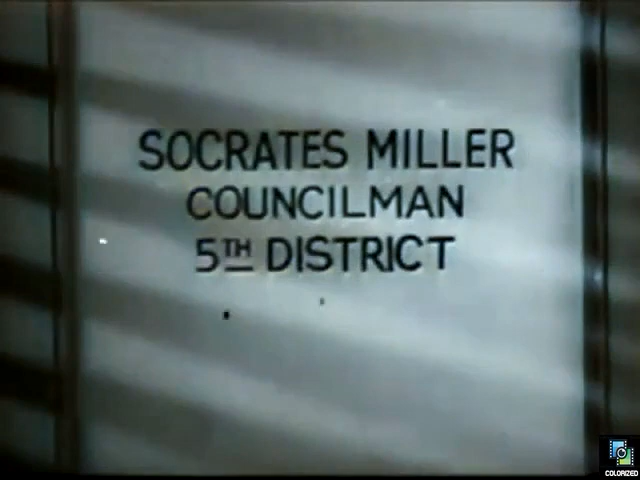 SOCRATES MILLER
COUNCILMAN
5TH DISTRICT
COLORIZED